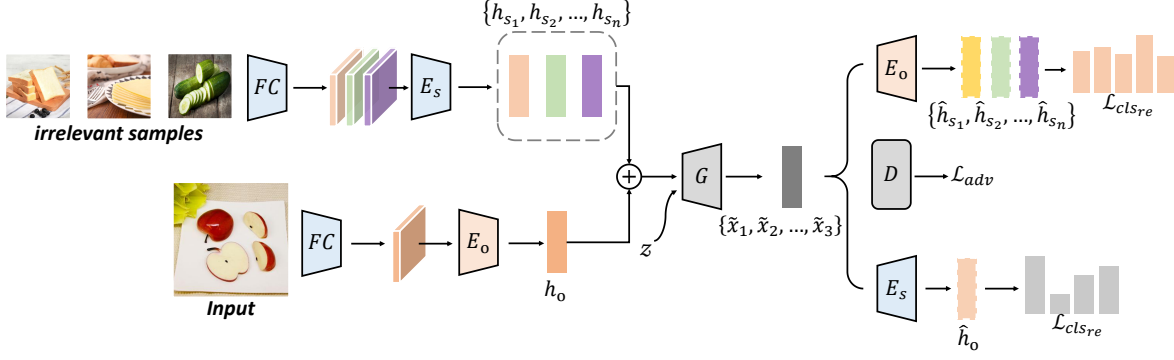 {h_{s_1}, h_{s_2}, ..., h_{s_n}}
FC
E_s
irrelevant samples
E_o
{ĥ_{s_1}, ĥ_{s_2}, ..., ĥ_{s_n}}
ℒ_{cls_{re}}
+
G
D
ℒ_{adv}
z
{x̃_1, x̃_2, ..., x̃_3}
FC
E_o
h_o
Input
E_s
ĥ_o
ℒ_{cls_{re}}